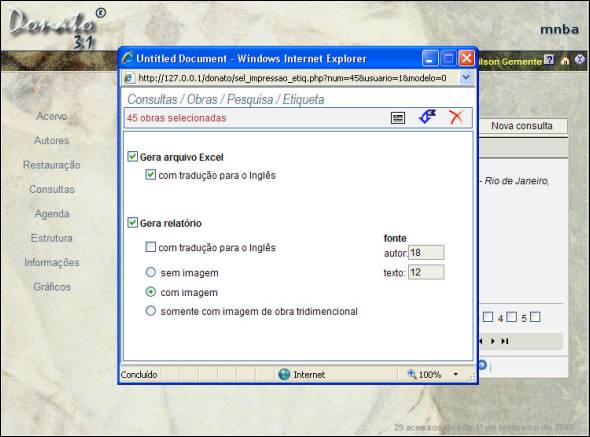 Donato®
3.1
mnba
Untitled Document - Windows Internet Explorer
http://127.0.0.1/donato/sel_impressao_etiq.php?num=45&usuario=1&modelo=0
ilson Gemente ?
Consultas / Obras / Pesquisa / Etiqueta
45 obras selecionadas
Nova consulta
Acervo
Autores
Restauração
Consultas
Agenda
Estrutura
Informações
Gráficos
Gera arquivo Excel
com tradução para o Inglês
- Rio de Janeiro,
Gera relatório
com tradução para o Inglês
sem imagem
com imagem
somente com imagem de obra tridimencional
fonte
autor: 18
texto: 12
4 5
Concluído Internet 100%
29 acessos desde 1º de fevereiro de